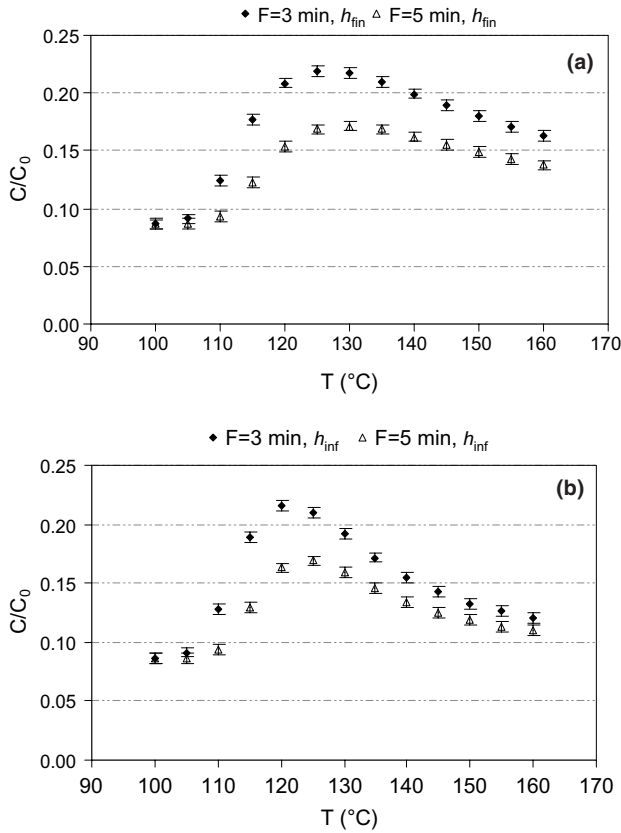 ◆ F=3 min, h_fin △ F=5 min, h_fin
(a)
0.25
0.20
0.15
0.10
0.05
0.00
C/C₀
90 100 110 120 130 140 150 160 170
T (°C)
◆ F=3 min, h_inf △ F=5 min, h_inf
(b)
0.25
0.20
0.15
0.10
0.05
0.00
C/C₀
90 100 110 120 130 140 150 160 170
T (°C)